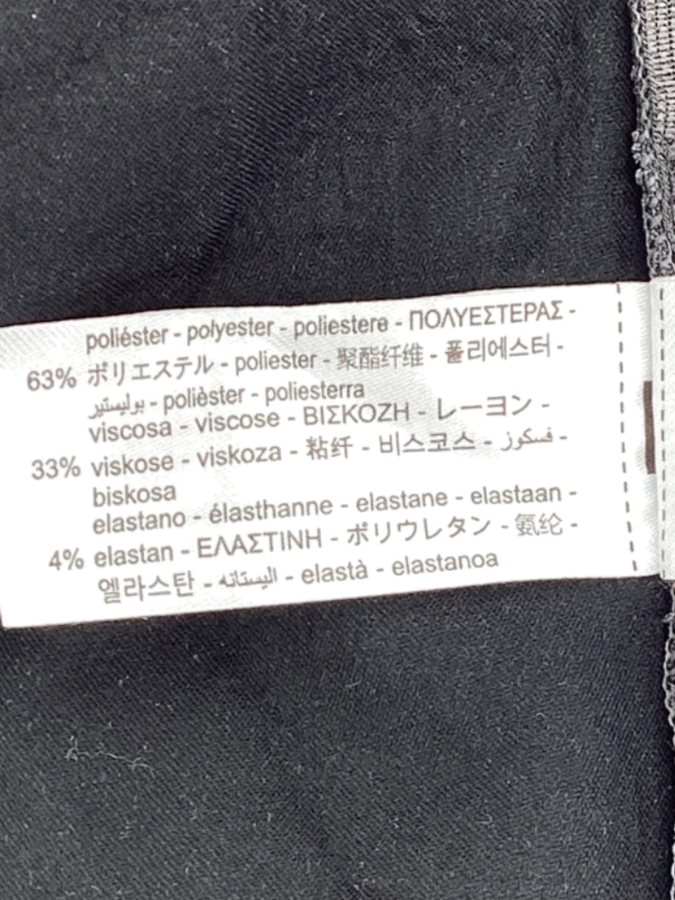 poliéster - polyester - poliestere - ΠΟΛΥΕΣΤΕΡΑΣ -
63% ポリエステル - poliester - 聚酯纤维 - 폴리에스터 -
بوليستير - polièster - poliesterra
viscosa - viscose - ΒΙΣΚΟΖΗ - レーヨン -
33% viskose - viskoza - 粘纤 - 비스코스 - فسكوز -
biskosa
elastano - élasthanne - elastane - elastaan -
4% elastan - ΕΛΑΣΤΙΝΗ - ポリウレタン - 氨纶 -
엘라스탄 - اليستانه - elastà - elastanoa